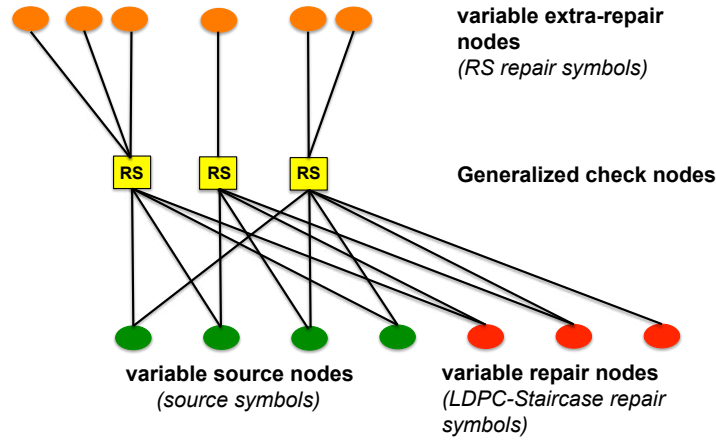 variable extra-repair
nodes
(RS repair symbols)
RS RS RS
Generalized check nodes
variable source nodes
(source symbols)
variable repair nodes
(LDPC-Staircase repair
symbols)